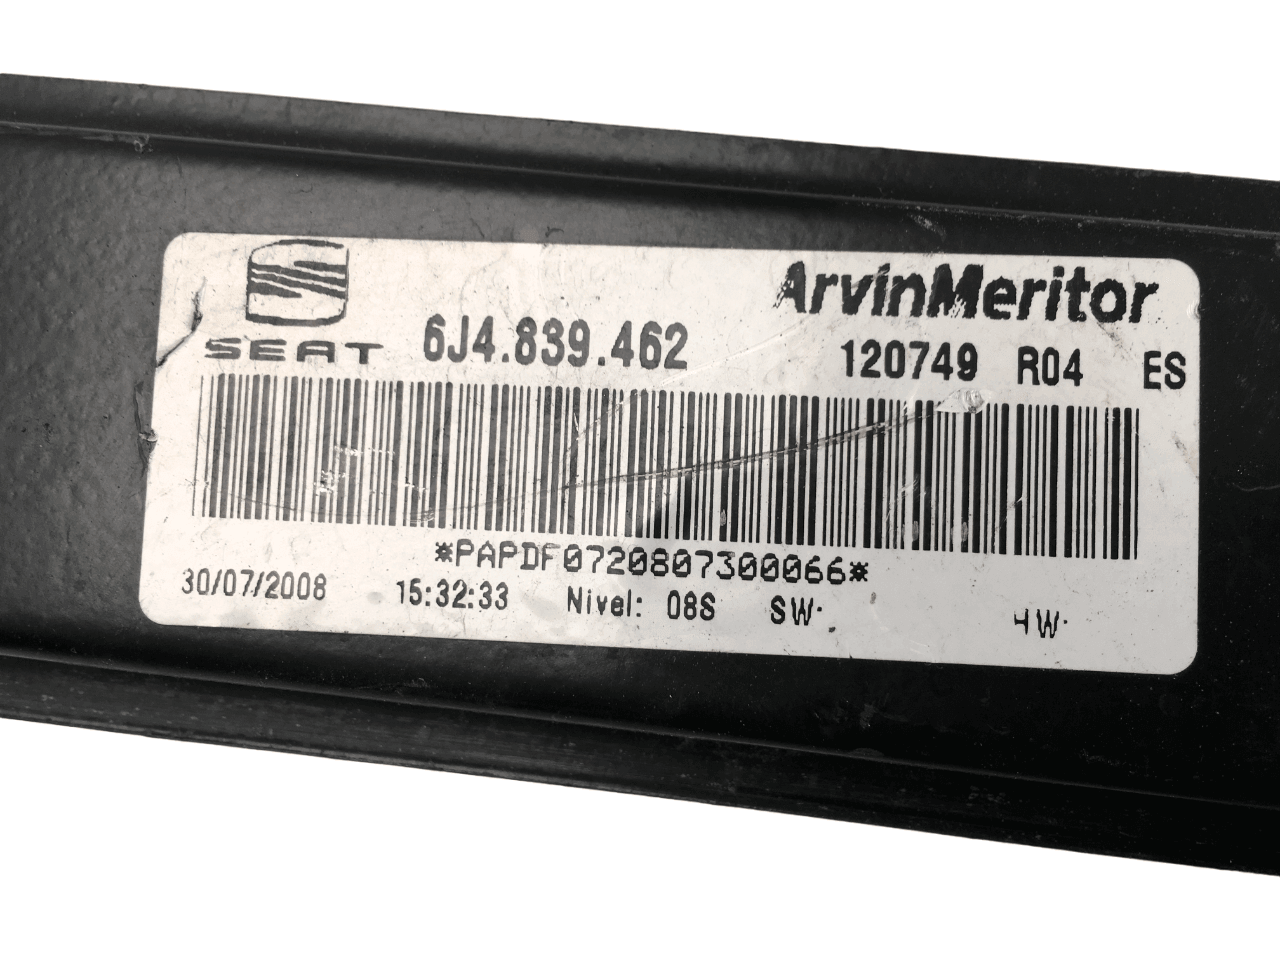 SEAT 6J4.839.462
ArvinMeritor
120749 R04 ES
*PAPDF0720807300066*
30/07/2008 15:32:33 Nivel: 08S SW: HW: